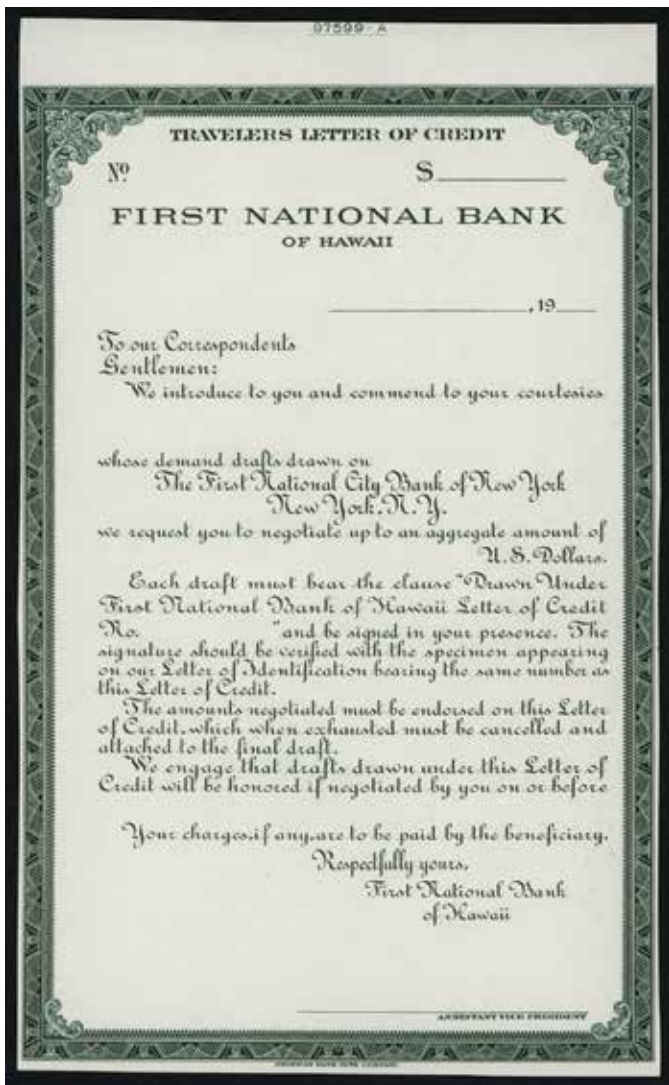 97599-A
TRAVELERS LETTER OF CREDIT
Nº S
FIRST NATIONAL BANK
OF HAWAII
, 19
To our Correspondents
Gentlemen:
We introduce to you and commend to your courtesies
whose demand drafts drawn on
The First National City Bank of New York
New York, N.Y.
we request you to negotiate up to an aggregate amount of
U.S. Dollars.
Each draft must bear the clause "Drawn Under
First National Bank of Hawaii Letter of Credit
No. " and be signed in your presence. The
signature should be verified with the specimen appearing
on our Letter of Identification bearing the same number as
this Letter of Credit.
The amounts negotiated must be endorsed on this Letter
of Credit, which when exhausted must be cancelled and
attached to the final draft.
We engage that drafts drawn under this Letter of
Credit will be honored if negotiated by you on or before
Your charges, if any, are to be paid by the beneficiary.
Respectfully yours,
First National Bank
of Hawaii
ASSISTANT VICE PRESIDENT
AMERICAN BANK NOTE COMPANY